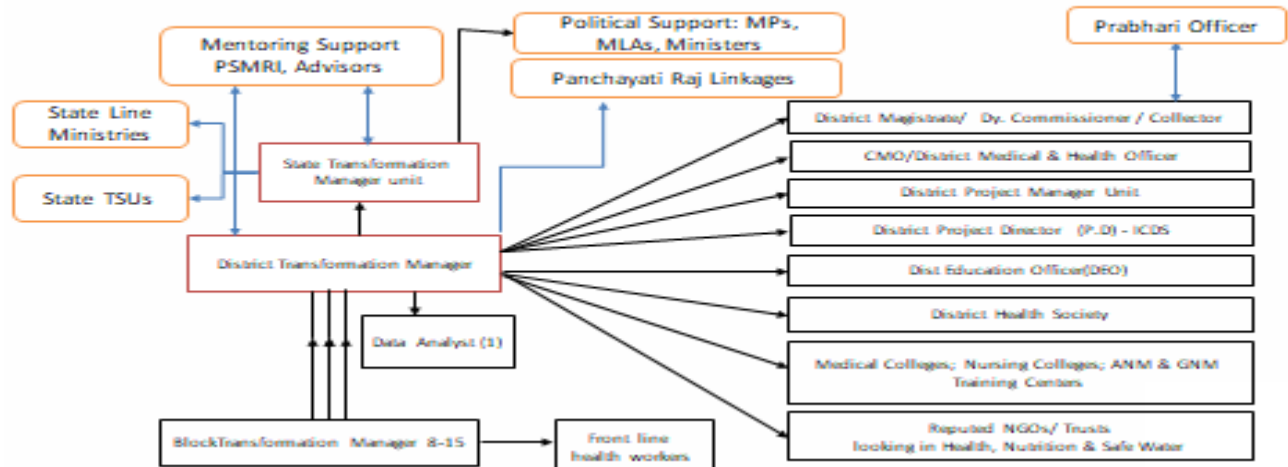 Political Support: MPs,
MLAs, Ministers
Prabhari Officer
Mentoring Support
PSMRI, Advisors
Panchayati Raj Linkages
State Line
Ministries
District Magistrate/ Dy. Commissioner / Collector
State Transformation
Manager unit
CMO/District Medical & Health Officer
State TSUs
District Project Manager Unit
District Project Director (P.D) - ICDS
District Transformation Manager
Dist Education Officer(DEO)
District Health Society
Data Analyst (1)
Medical Colleges; Nursing Colleges; ANM & GNM
Training Centers
BlockTransformation Manager 8-15
Front line
health workers
Reputed NGOs/ Trusts
looking in Health, Nutrition & Safe Water